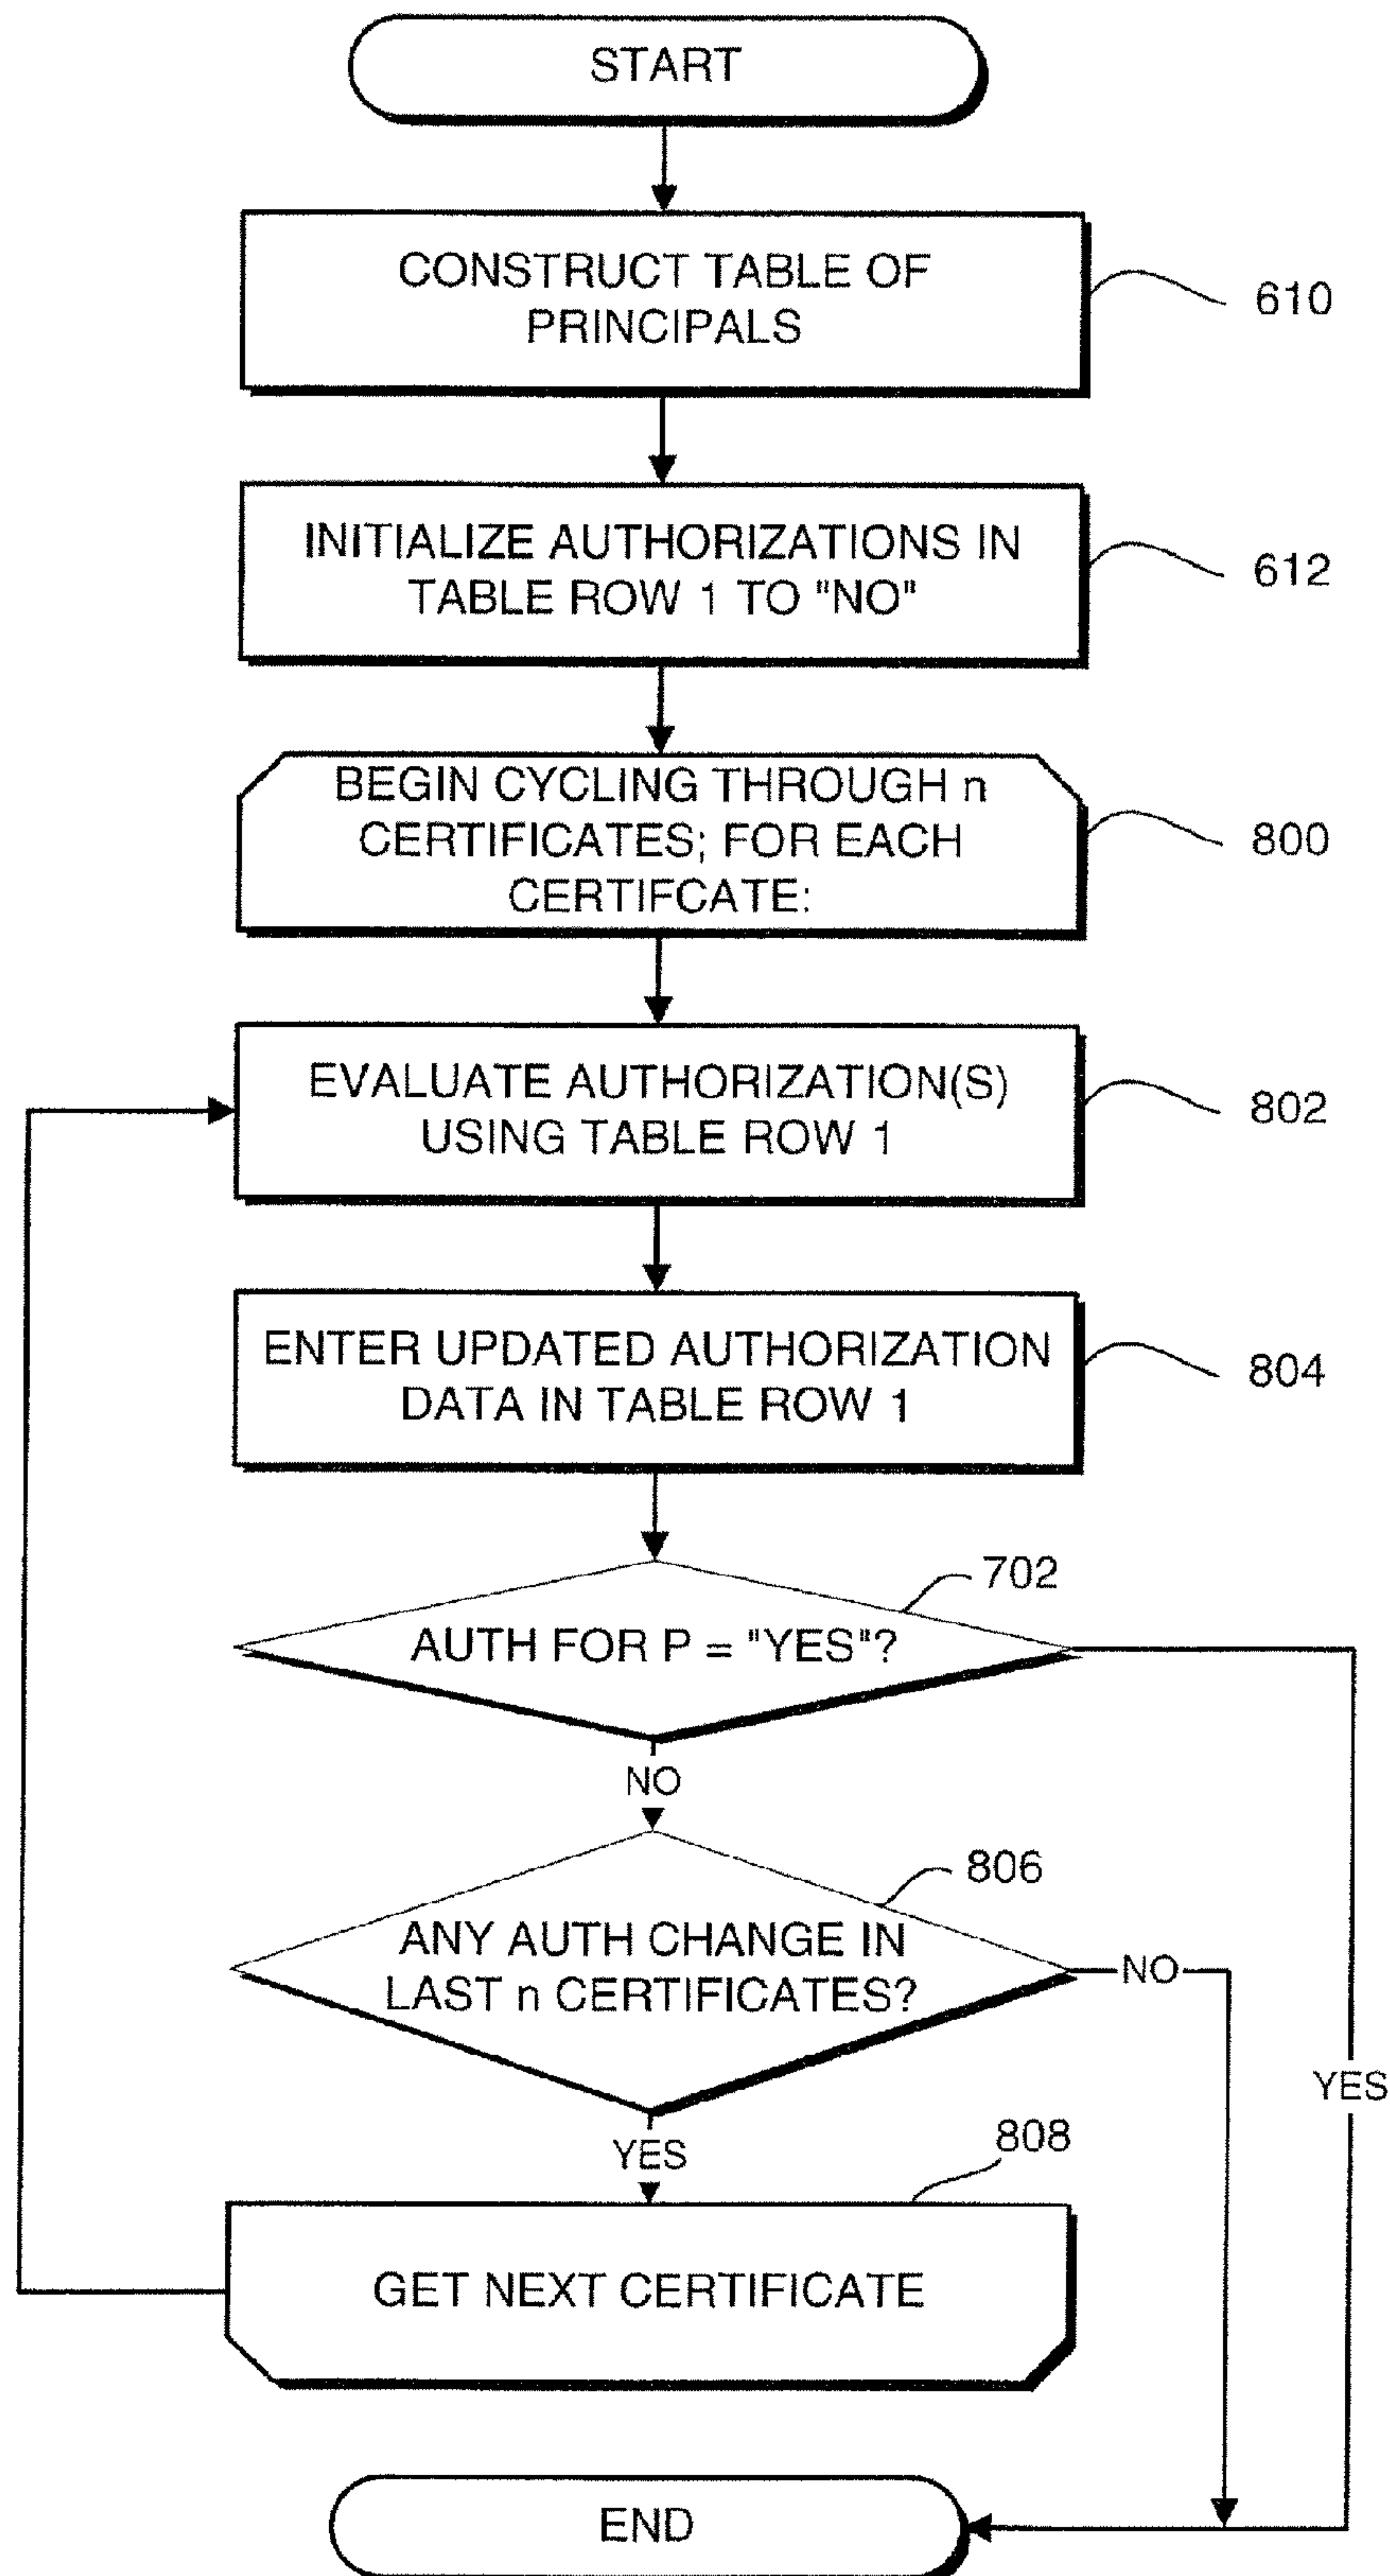 START
CONSTRUCT TABLE OF
PRINCIPALS
610
INITIALIZE AUTHORIZATIONS IN
TABLE ROW 1 TO "NO"
612
BEGIN CYCLING THROUGH n
CERTIFICATES; FOR EACH
CERTIFCATE:
800
EVALUATE AUTHORIZATION(S)
USING TABLE ROW 1
802
ENTER UPDATED AUTHORIZATION
DATA IN TABLE ROW 1
804
702
AUTH FOR P = "YES"?
NO
806
ANY AUTH CHANGE IN
LAST n CERTIFICATES?
NO
YES
YES
808
GET NEXT CERTIFICATE
END